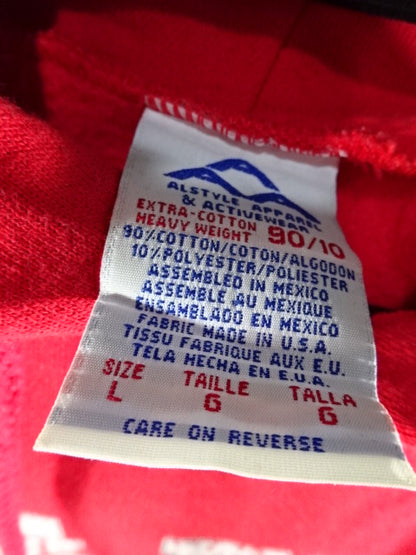 ALSTYLE APPAREL
& ACTIVEWEAR
EXTRA-COTTON
HEAVY WEIGHT 90/10
90%COTTON/COTON/ALGODON
10%POLYESTER/POLIESTER
ASSEMBLED IN MEXICO
ASSEMBLE AU MEXIQUE
ENSAMBLADO EN MEXICO
FABRIC MADE IN U.S.A.
TISSU FABRIQUE AUX E.U.
TELA HECHA EN E.U.A.
SIZE TAILLE TALLA
L G G
CARE ON REVERSE